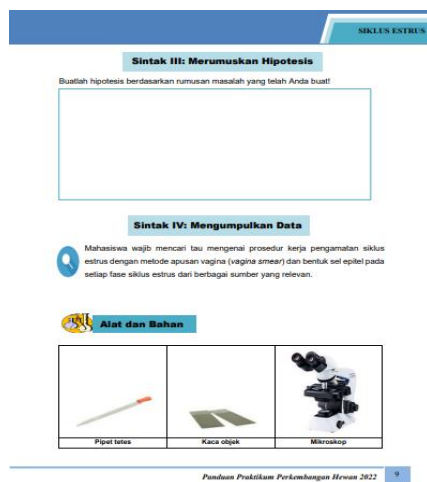 SIKLUS ESTRUS
Sintak III: Merumuskan Hipotesis
Buatlah hipotesis berdasarkan rumusan masalah yang telah Anda buat!
Sintak IV: Mengumpulkan Data
Mahasiswa wajib mencari tau mengenai prosedur kerja pengamatan siklus
estrus dengan metode apusan vagina (vagina smear) dan bentuk sel epitel pada
setiap fase siklus estrus dari berbagai sumber yang relevan.
Alat dan Bahan
Pipet tetes
Kaca objek
Mikroskop
Panduan Praktikum Perkembangan Hewan 2022
9